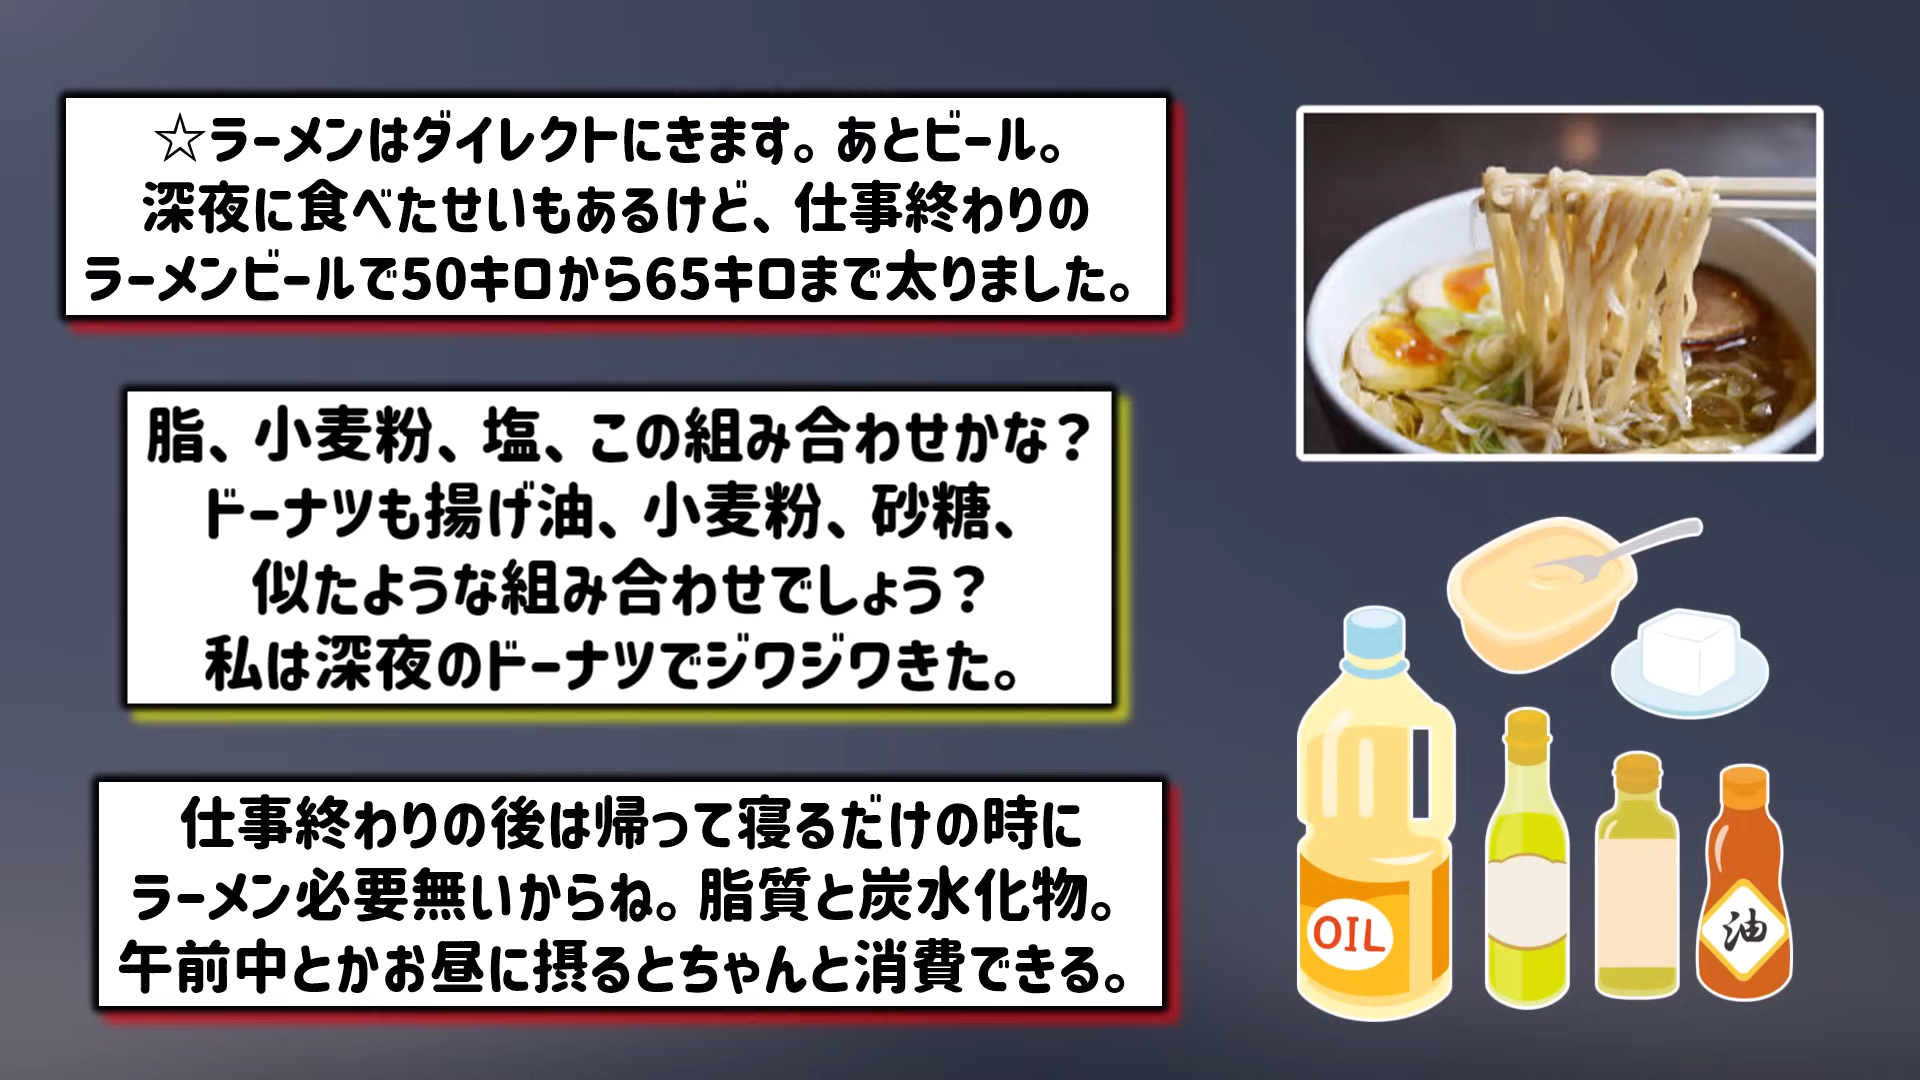 ☆ラーメンはダイレクトにきます。あとビール。
深夜に食べたせいもあるけど、仕事終わりの
ラーメンビールで50キロから65キロまで太りました。
脂、小麦粉、塩、この組み合わせかな？
ドーナツも揚げ油、小麦粉、砂糖、
似たような組み合わせでしょう？
私は深夜のドーナツでジワジワきた。
仕事終わりの後は帰って寝るだけの時に
ラーメン必要無いからね。脂質と炭水化物。
午前中とかお昼に摂るとちゃんと消費できる。
OIL
油